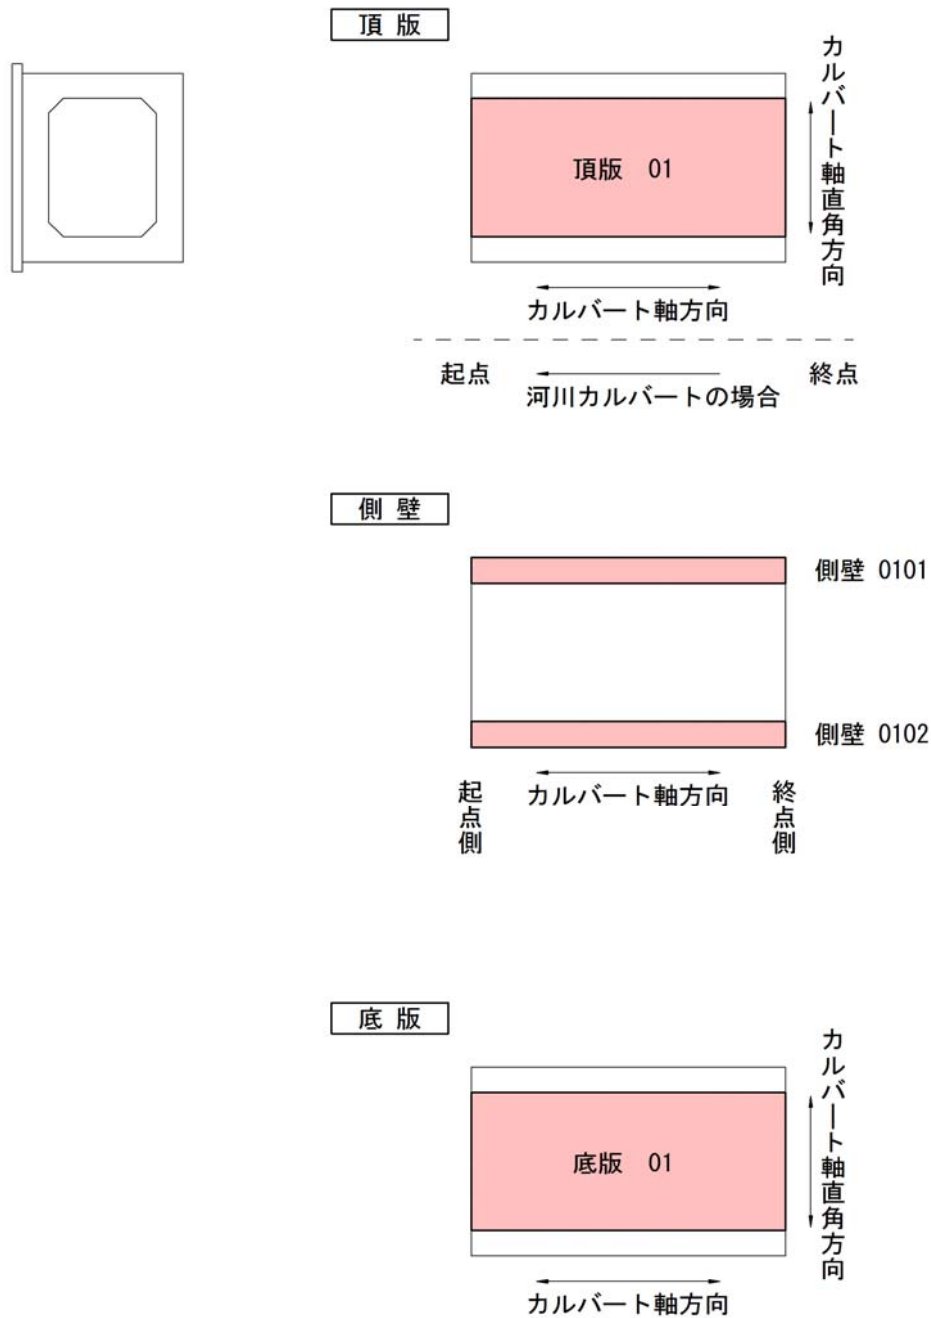 頂 版
頂版 01
カルバート軸直角方向
カルバート軸方向
起点
河川カルバートの場合
終点
側 壁
側壁 0101
側壁 0102
起点側
カルバート軸方向
終点側
底 版
底版 01
カルバート軸直角方向
カルバート軸方向